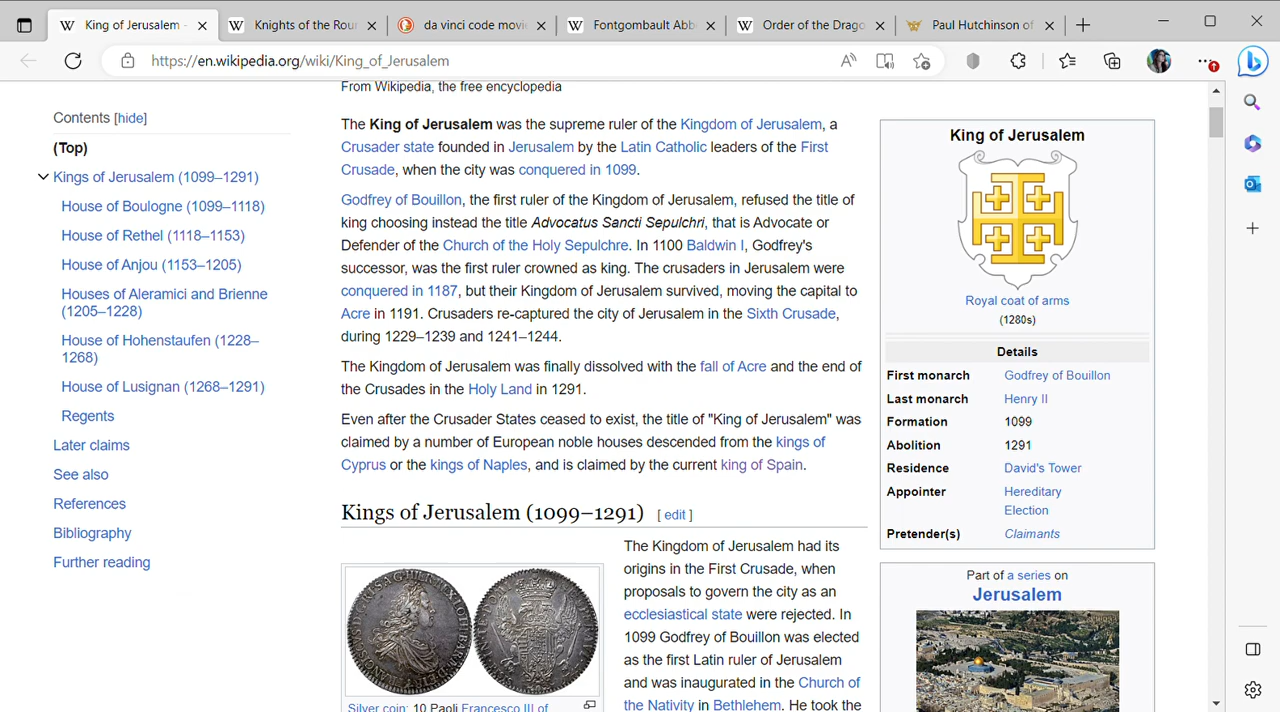 King of Jerusalem -
Knights of the Rour
da vinci code movie
Fontgombault Abbe
Order of the Drago
Paul Hutchinson of
https://en.wikipedia.org/wiki/King_of_Jerusalem
Contents [hide]
(Top)
Kings of Jerusalem (1099–1291)
House of Boulogne (1099–1118)
House of Rethel (1118–1153)
House of Anjou (1153–1205)
Houses of Aleramici and Brienne
(1205–1228)
House of Hohenstaufen (1228–
1268)
House of Lusignan (1268–1291)
Regents
Later claims
See also
References
Bibliography
Further reading
From Wikipedia, the free encyclopedia
The King of Jerusalem was the supreme ruler of the Kingdom of Jerusalem, a
Crusader state founded in Jerusalem by the Latin Catholic leaders of the First
Crusade, when the city was conquered in 1099.
Godfrey of Bouillon, the first ruler of the Kingdom of Jerusalem, refused the title of
king choosing instead the title Advocatus Sancti Sepulchri, that is Advocate or
Defender of the Church of the Holy Sepulchre. In 1100 Baldwin I, Godfrey's
successor, was the first ruler crowned as king. The crusaders in Jerusalem were
conquered in 1187, but their Kingdom of Jerusalem survived, moving the capital to
Acre in 1191. Crusaders re-captured the city of Jerusalem in the Sixth Crusade,
during 1229–1239 and 1241–1244.
The Kingdom of Jerusalem was finally dissolved with the fall of Acre and the end of
the Crusades in the Holy Land in 1291.
Even after the Crusader States ceased to exist, the title of "King of Jerusalem" was
claimed by a number of European noble houses descended from the kings of
Cyprus or the kings of Naples, and is claimed by the current king of Spain.
Kings of Jerusalem (1099–1291) [ edit ]
The Kingdom of Jerusalem had its
origins in the First Crusade, when
proposals to govern the city as an
ecclesiastical state were rejected. In
1099 Godfrey of Bouillon was elected
as the first Latin ruler of Jerusalem
and was inaugurated in the Church of
the Nativity in Bethlehem. He took the
Silver coin: 10 Paoli Francesco III of
King of Jerusalem
Royal coat of arms
(1280s)
Details
First monarch Godfrey of Bouillon
Last monarch Henry II
Formation 1099
Abolition 1291
Residence David's Tower
Appointer Hereditary
Election
Pretender(s) Claimants
Part of a series on
Jerusalem